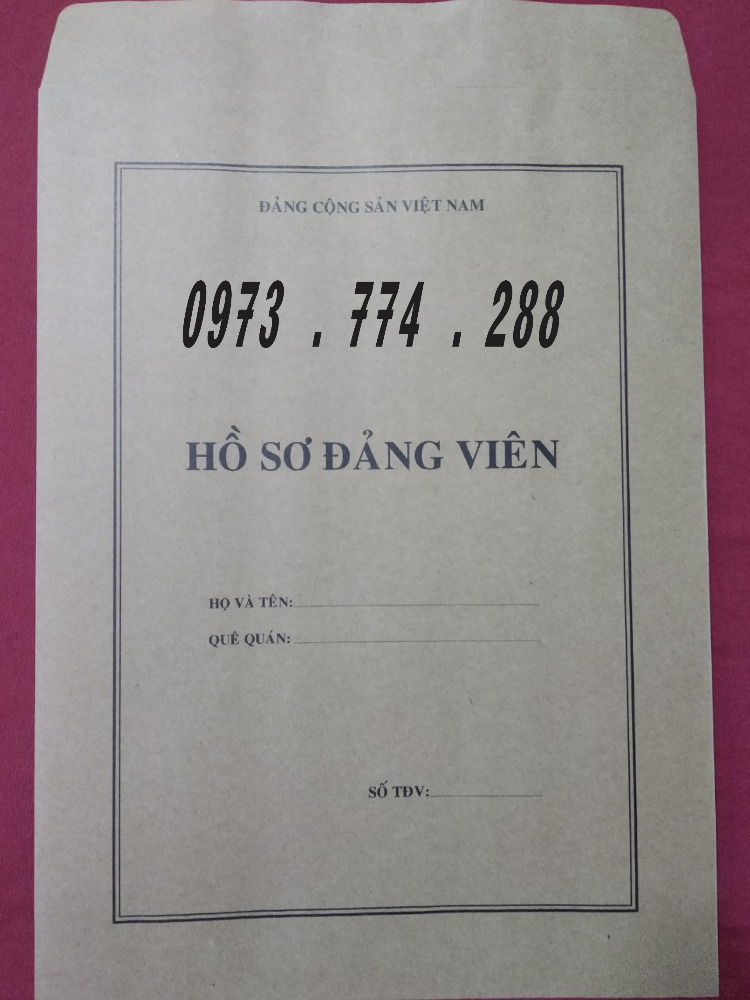 ĐẢNG CỘNG SẢN VIỆT NAM
0973 . 774 . 288
HỒ SƠ ĐẢNG VIÊN
HỌ VÀ TÊN:
QUÊ QUÁN:
SỐ TĐV: